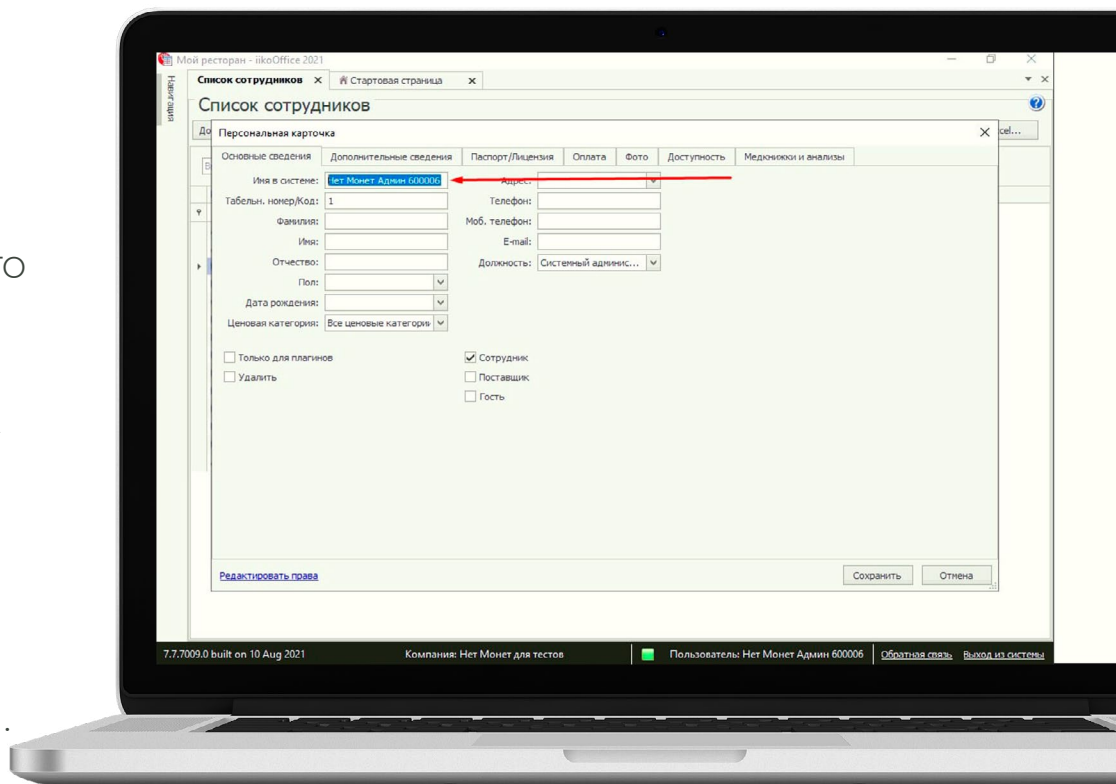 Мой ресторан - iikoOffice 2021
Навигация
Список сотрудников
Стартовая страница
Список сотрудников
До
cel...
Персональная карточка
Основные сведения
Дополнительные сведения
Паспорт/Лицензия
Оплата
Фото
Доступность
Медкнижки и анализы
Имя в системе: Нет Монет Админ 600006
Адрес:
Табельн. номер/Код: 1
Телефон:
Фамилия:
Моб. телефон:
Имя:
E-mail:
то
Отчество:
Должность: Системный админис...
Пол:
Дата рождения:
Ценовая категория: Все ценовые категории
Только для плагинов
Сотрудник
Удалить
Поставщик
Гость
Редактировать права
Сохранить
Отмена
7.7.7009.0 built on 10 Aug 2021
Компания: Нет Монет для тестов
Пользователь: Нет Монет Админ 600006
Обратная связь
Выход из системы
.